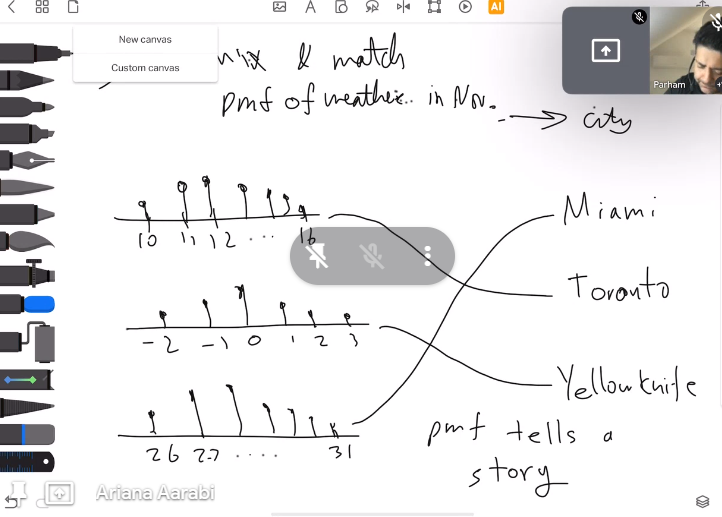 New canvas
Custom canvas
AI
Parham
mix & match
pmf of weather.. in Nov.
city
10 11 12 ... 16
-2 -1 0 1 2 3
26 27 .... 31
Miami
Toronto
Yellowknife
pmf tells a
story
Ariana Aarabi